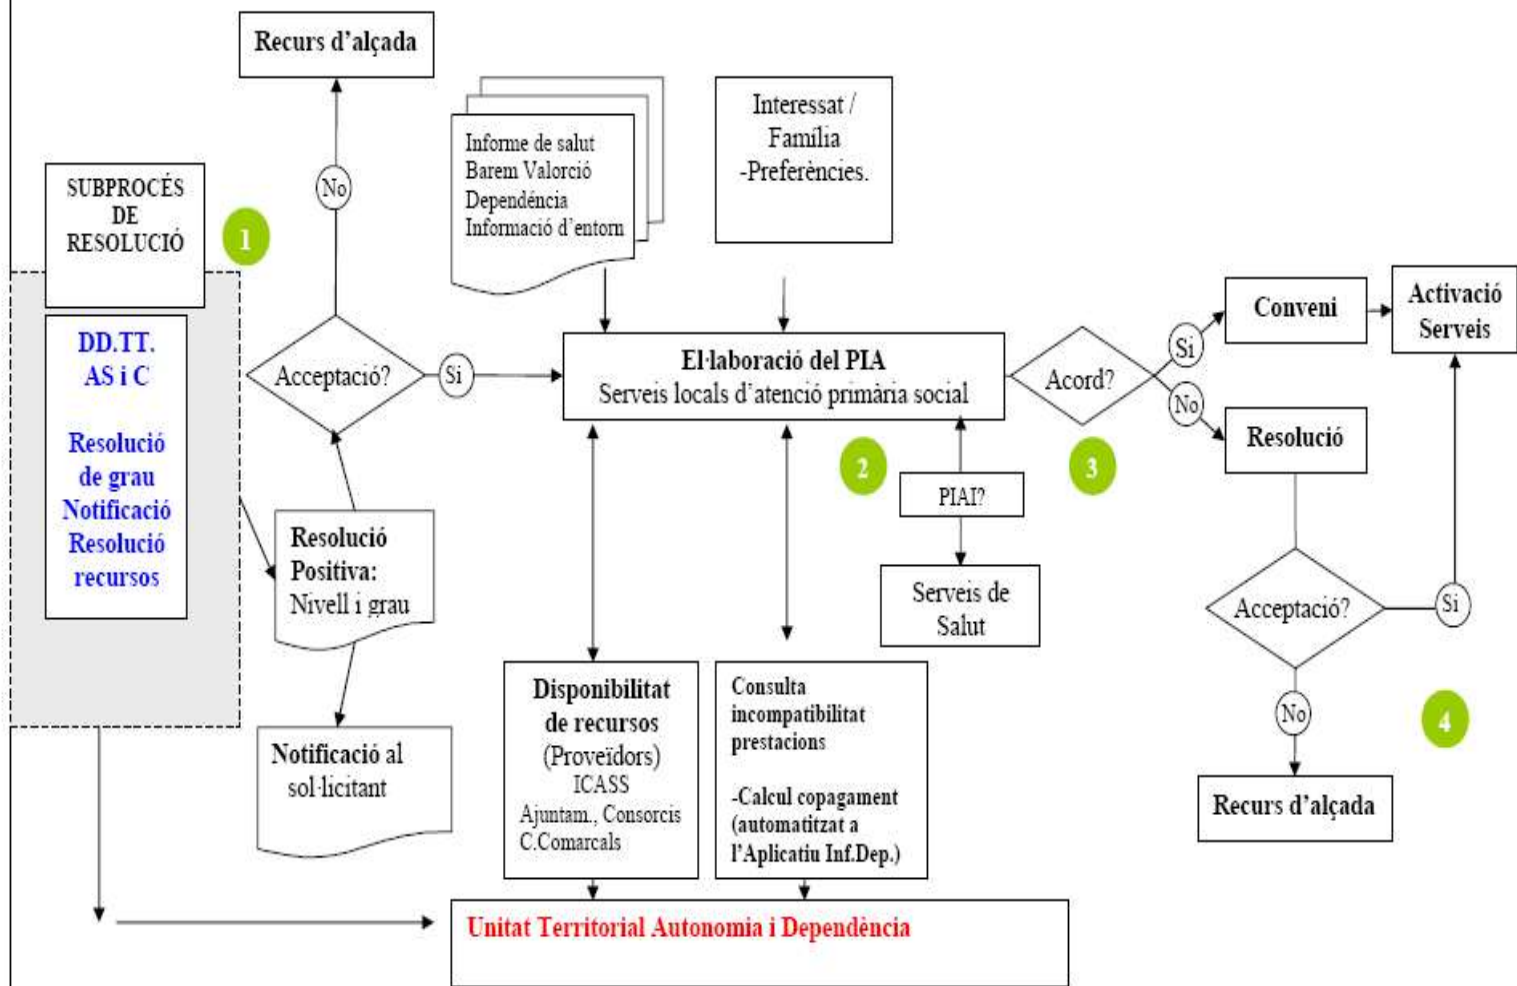 Recurs d'alçada
No
SUBPROCÉS
DE
RESOLUCIÓ
1
DD.TT.
AS i C
Resolució
de grau
Notificació
Resolució
recursos
Acceptació?
Si
Resolució
Positiva:
Nivell i grau
Notificació al
sol·licitant
Informe de salut
Barem Valorció
Dependéncia
Informació d'entorn
Interessat /
Família
-Preferències.
El·laboració del PIA
Serveis locals d'atenció primària social
2
PIAI?
Serveis de
Salut
Disponibilitat
de recursos
(Proveïdors)
ICASS
Ajuntam., Consorcis
C.Comarcals
Consulta
incompatibilitat
prestacions
-Calcul copagament
(automatitzat a
l'Aplicatiu Inf.Dep.)
Unitat Territorial Autonomia i Dependència
Acord?
3
Si
No
Conveni
Activació
Serveis
Resolució
Acceptació?
Si
No
4
Recurs d'alçada